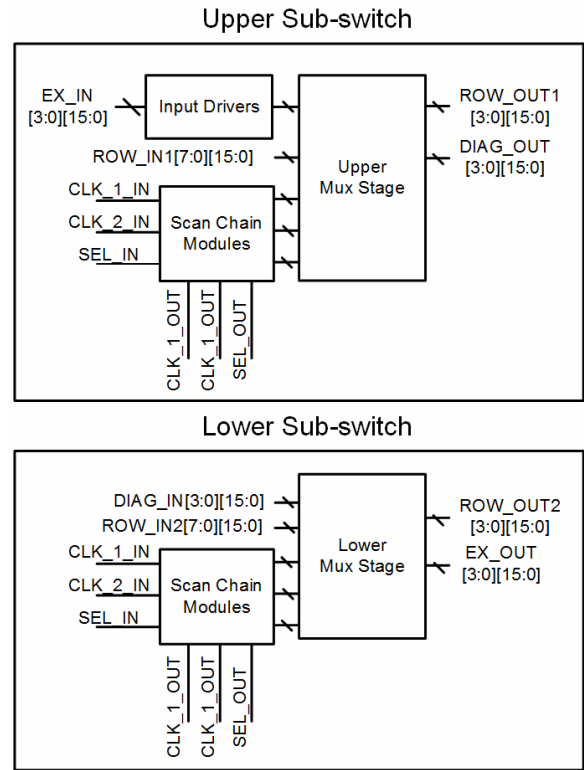 Upper Sub-switch
EX_IN
[3:0][15:0]
Input Drivers
ROW_IN1[7:0][15:0]
CLK_1_IN
CLK_2_IN
SEL_IN
Scan Chain
Modules
Upper
Mux Stage
ROW_OUT1
[3:0][15:0]
DIAG_OUT
[3:0][15:0]
CLK_1_OUT
CLK_1_OUT
SEL_OUT
Lower Sub-switch
DIAG_IN[3:0][15:0]
ROW_IN2[7:0][15:0]
CLK_1_IN
CLK_2_IN
SEL_IN
Scan Chain
Modules
Lower
Mux Stage
ROW_OUT2
[3:0][15:0]
EX_OUT
[3:0][15:0]
CLK_1_OUT
CLK_1_OUT
SEL_OUT